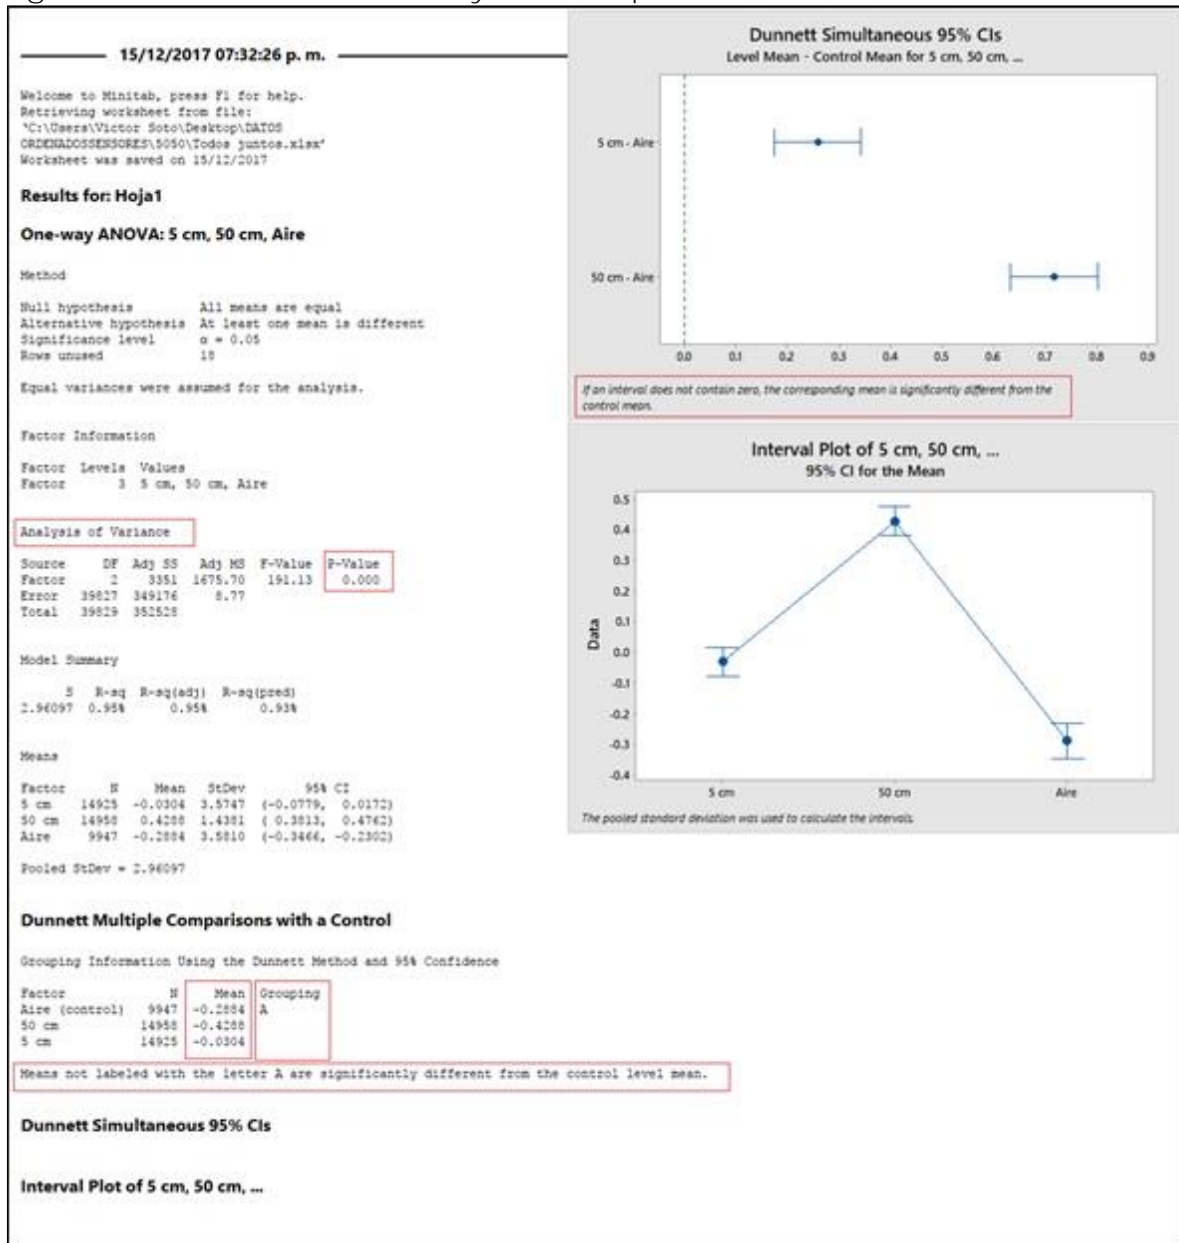 15/12/2017 07:32:26 p. m.
Welcome to Minitab, press F1 for help.
Retrieving worksheet from file:
'C:\Users\Victor Soto\Desktop\DATOS
ORDENADOSSENSORES\5050\Todos juntos.xlsx'
Worksheet was saved on 15/12/2017
Results for: Hoja1
One-way ANOVA: 5 cm, 50 cm, Aire
Method
Null hypothesis All means are equal
Alternative hypothesis At least one mean is different
Significance level α = 0.05
Rows unused 18
Equal variances were assumed for the analysis.
Factor Information
Factor Levels Values
Factor 3 5 cm, 50 cm, Aire
Analysis of Variance
Source DF Adj SS Adj MS F-Value P-Value
Factor 2 3351 1675.70 191.13 0.000
Error 39827 349176 8.77
Total 39829 352528
Model Summary
S R-sq R-sq(adj) R-sq(pred)
2.96097 0.95% 0.95% 0.93%
Means
Factor N Mean StDev 95% CI
5 cm 14925 -0.0304 3.5747 (-0.0779, 0.0172)
50 cm 14958 0.4288 1.4381 ( 0.3813, 0.4762)
Aire 9947 -0.2884 3.5810 (-0.3466, -0.2302)
Pooled StDev = 2.96097
Dunnett Multiple Comparisons with a Control
Grouping Information Using the Dunnett Method and 95% Confidence
Factor N Mean Grouping
Aire (control) 9947 -0.2884 A
50 cm 14958 -0.4288
5 cm 14925 -0.0304
Means not labeled with the letter A are significantly different from the control level mean.
Dunnett Simultaneous 95% CIs
Interval Plot of 5 cm, 50 cm, ...
Dunnett Simultaneous 95% CIs
Level Mean - Control Mean for 5 cm, 50 cm, ...
5 cm - Aire
50 cm - Aire
0.0 0.1 0.2 0.3 0.4 0.5 0.6 0.7 0.8 0.9
If an interval does not contain zero, the corresponding mean is significantly different from the
control mean.
Interval Plot of 5 cm, 50 cm, ...
95% CI for the Mean
Data
0.5
0.4
0.3
0.2
0.1
0.0
-0.1
-0.2
-0.3
-0.4
5 cm 50 cm Aire
The pooled standard deviation was used to calculate the intervals.